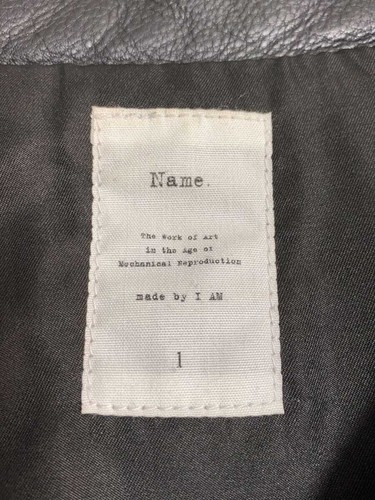 Name.
The Work of Art
in the Age of
Mechanical Reproduction
made by I AM
1